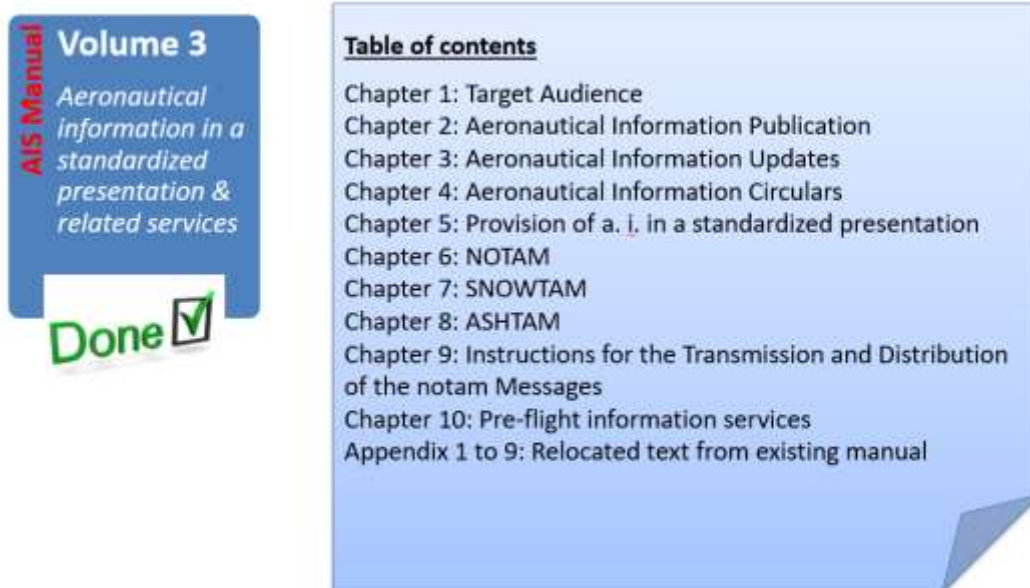 AIS Manual
Volume 3
Aeronautical
information in a
standardized
presentation &
related services
Done
Table of contents
Chapter 1: Target Audience
Chapter 2: Aeronautical Information Publication
Chapter 3: Aeronautical Information Updates
Chapter 4: Aeronautical Information Circulars
Chapter 5: Provision of a. i. in a standardized presentation
Chapter 6: NOTAM
Chapter 7: SNOWTAM
Chapter 8: ASHTAM
Chapter 9: Instructions for the Transmission and Distribution
of the notam Messages
Chapter 10: Pre-flight information services
Appendix 1 to 9: Relocated text from existing manual